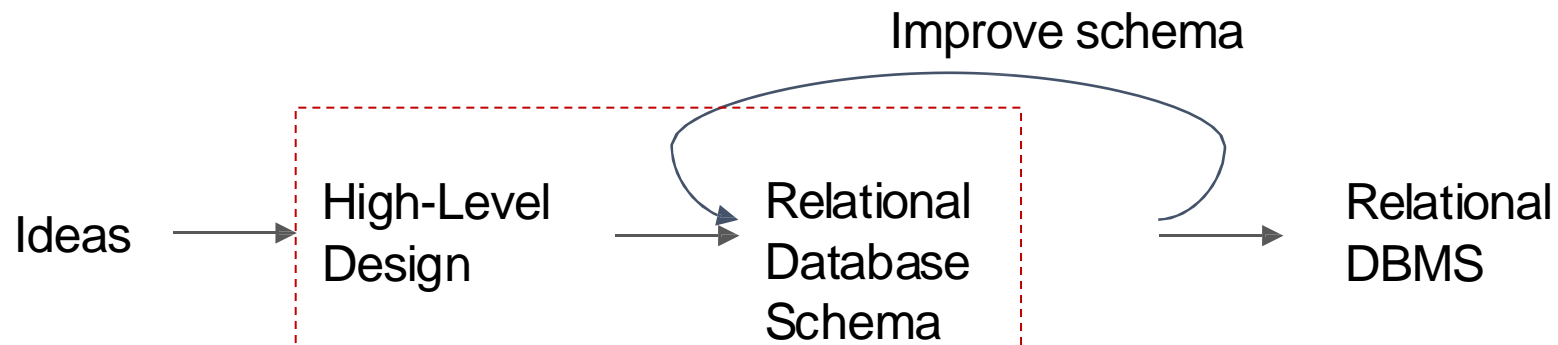 Improve schema
Ideas
High-Level
Design
Relational
Database
Schema
Relational
DBMS